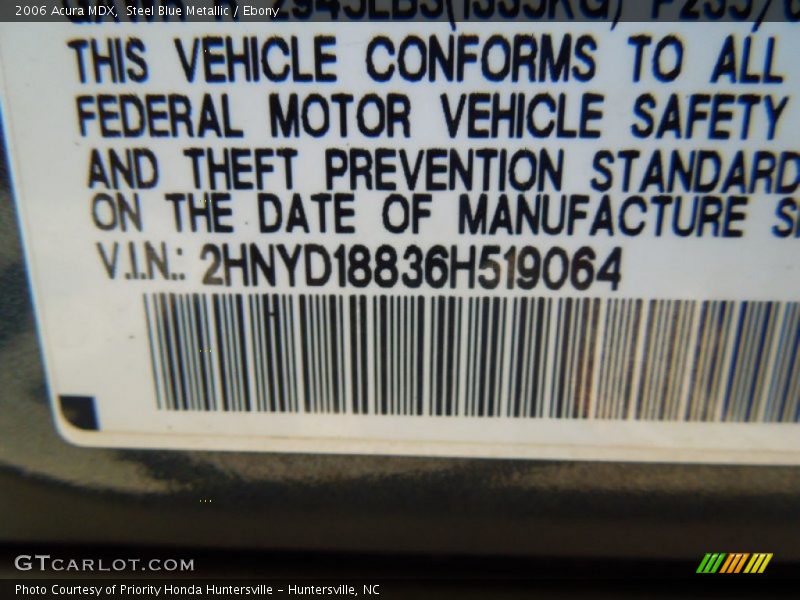 2006 Acura MDX, Steel Blue Metallic / Ebony
THIS VEHICLE CONFORMS TO ALL
FEDERAL MOTOR VEHICLE SAFETY
AND THEFT PREVENTION STANDARD
ON THE DATE OF MANUFACTURE
V.I.N.: 2HNYD18836H519064
GTCARLOT.COM
Photo Courtesy of Priority Honda Huntersville - Huntersville, NC